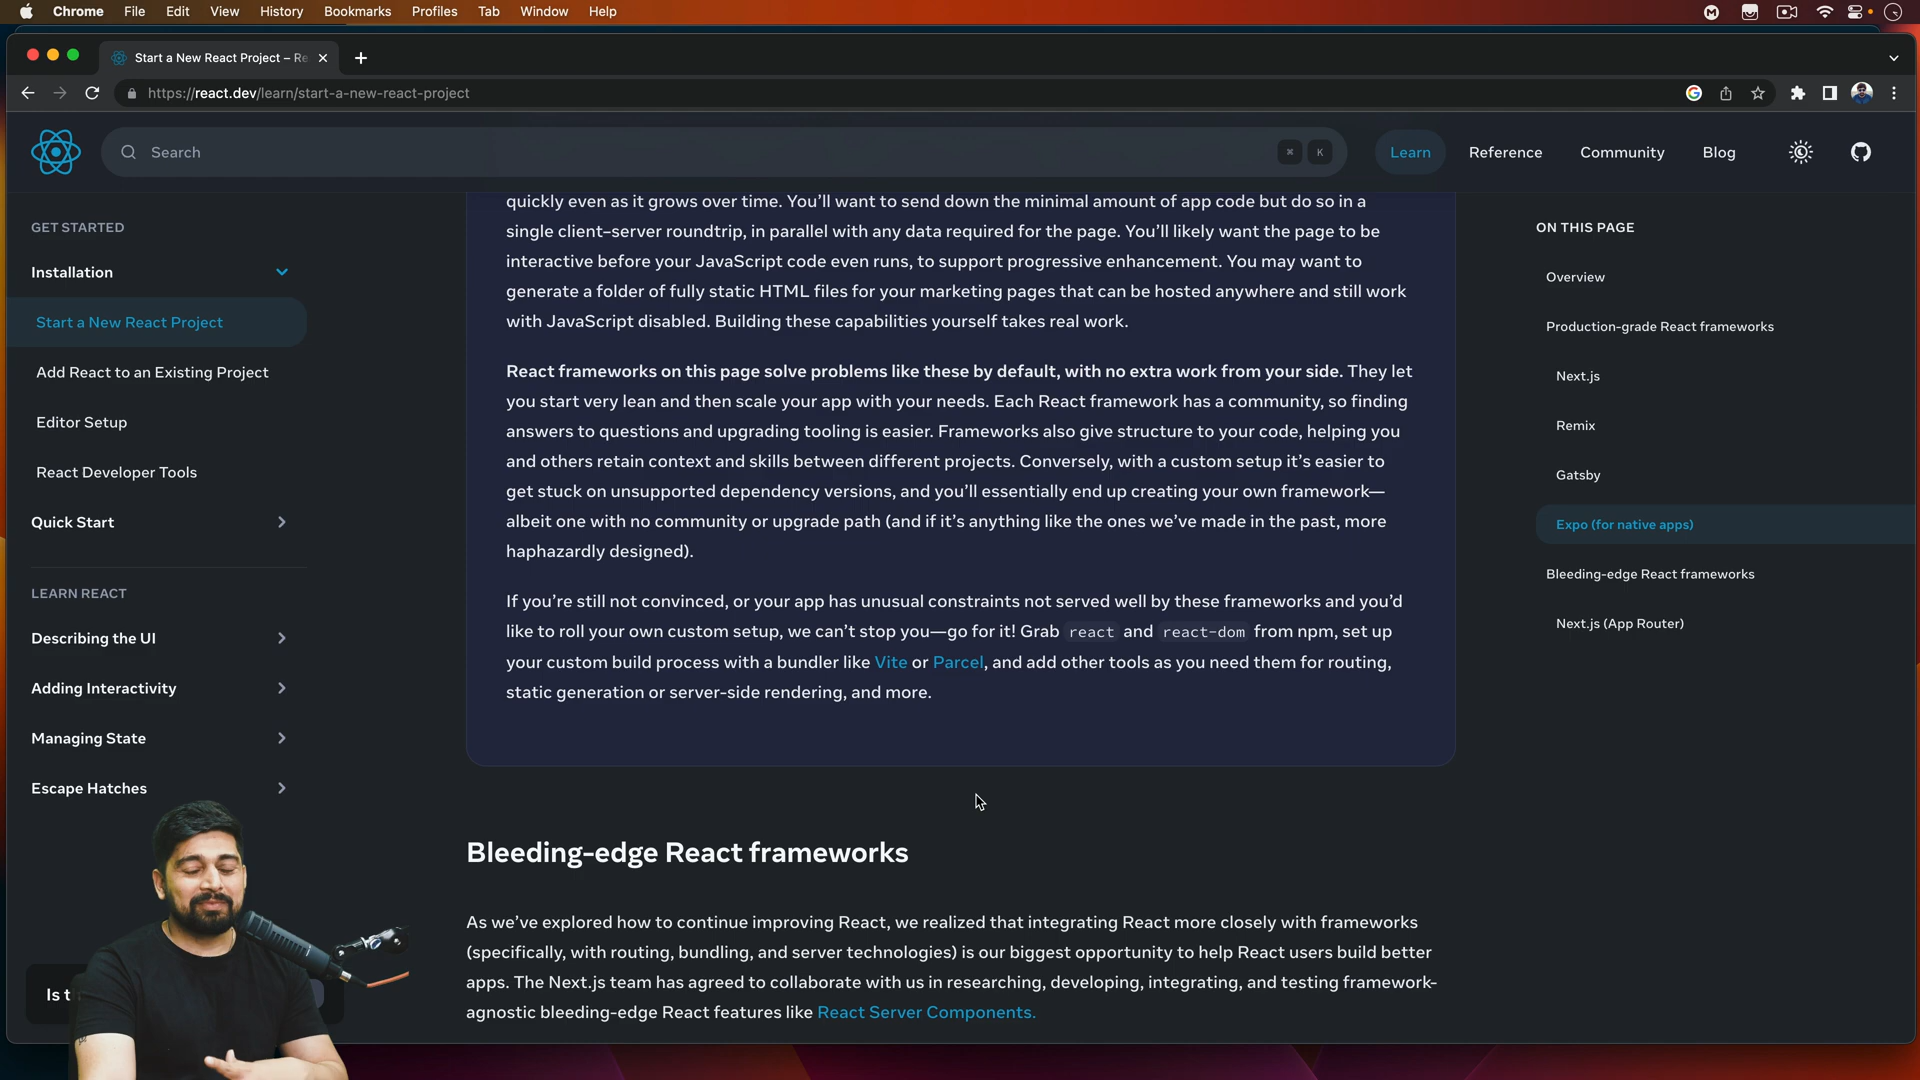 Chrome File Edit View History Bookmarks Profiles Tab Window Help
Start a New React Project – Re
https://react.dev/learn/start-a-new-react-project
Search
⌘ K
Learn Reference Community Blog
GET STARTED
Installation
Start a New React Project
Add React to an Existing Project
Editor Setup
React Developer Tools
Quick Start
LEARN REACT
Describing the UI
Adding Interactivity
Managing State
Escape Hatches
Is t
quickly even as it grows over time. You’ll want to send down the minimal amount of app code but do so in a
single client–server roundtrip, in parallel with any data required for the page. You’ll likely want the page to be
interactive before your JavaScript code even runs, to support progressive enhancement. You may want to
generate a folder of fully static HTML files for your marketing pages that can be hosted anywhere and still work
with JavaScript disabled. Building these capabilities yourself takes real work.
React frameworks on this page solve problems like these by default, with no extra work from your side. They let
you start very lean and then scale your app with your needs. Each React framework has a community, so finding
answers to questions and upgrading tooling is easier. Frameworks also give structure to your code, helping you
and others retain context and skills between different projects. Conversely, with a custom setup it’s easier to
get stuck on unsupported dependency versions, and you’ll essentially end up creating your own framework—
albeit one with no community or upgrade path (and if it’s anything like the ones we’ve made in the past, more
haphazardly designed).
If you’re still not convinced, or your app has unusual constraints not served well by these frameworks and you’d
like to roll your own custom setup, we can’t stop you—go for it! Grab react and react-dom from npm, set up
your custom build process with a bundler like Vite or Parcel, and add other tools as you need them for routing,
static generation or server-side rendering, and more.
Bleeding-edge React frameworks
As we’ve explored how to continue improving React, we realized that integrating React more closely with frameworks
(specifically, with routing, bundling, and server technologies) is our biggest opportunity to help React users build better
apps. The Next.js team has agreed to collaborate with us in researching, developing, integrating, and testing framework-
agnostic bleeding-edge React features like React Server Components.
ON THIS PAGE
Overview
Production-grade React frameworks
Next.js
Remix
Gatsby
Expo (for native apps)
Bleeding-edge React frameworks
Next.js (App Router)